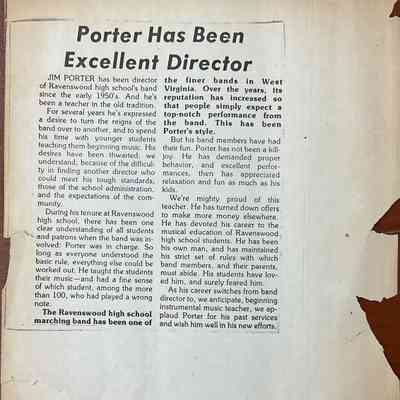 Porter Has Been
Excellent Director
JIM PORTER has been director
of Ravenswood high school's band
since the early 1950's. And he's
been a teacher in the old tradition.
For several years he's expressed
a desire to turn the reigns of the
band over to another, and to spend
his time with younger students
teaching them beginning music. His
desires have been thwarted, we
understand, because of the difficul-
ty in finding another director who
could meet his tough standards,
those of the school administration,
and the expectations of the com-
munity.
During his tenure at Ravenswood
high school, there has been one
clear understanding of all students
and patrons when the band was in-
volved: Porter was in charge. So
long as everyone understood the
basic rule, everything else could be
worked out. He taught the students
their music—and had a fine sense
of which student, among the more
than 100, who had played a wrong
note.
The Ravenswood high school
marching band has been one of
the finer bands in West
Virginia. Over the years, its
reputation has increased so
that people simply expect a
top-notch performance from
the band. This has been
Porter's style.
But his band members have had
their fun. Porter has not been a kill-
joy. He has demanded proper
behavior, and excellent perfor-
mances, then has appreciated
relaxation and fun as much as his
kids.
We're mighty proud of this
teacher. He has turned down offers
to make more money elsewhere.
He has devoted his career to the
musical education of Ravenswood
high school students. He has been
his own man, and has maintained
his strict set of rules with which
band members, and their parents,
must abide. His students have lov-
ed him, and surely feared him.
As his career switches from band
director to, we anticipate, beginning
instrumental music teacher, we ap-
plaud Porter for his past services
and wish him well in his new efforts.